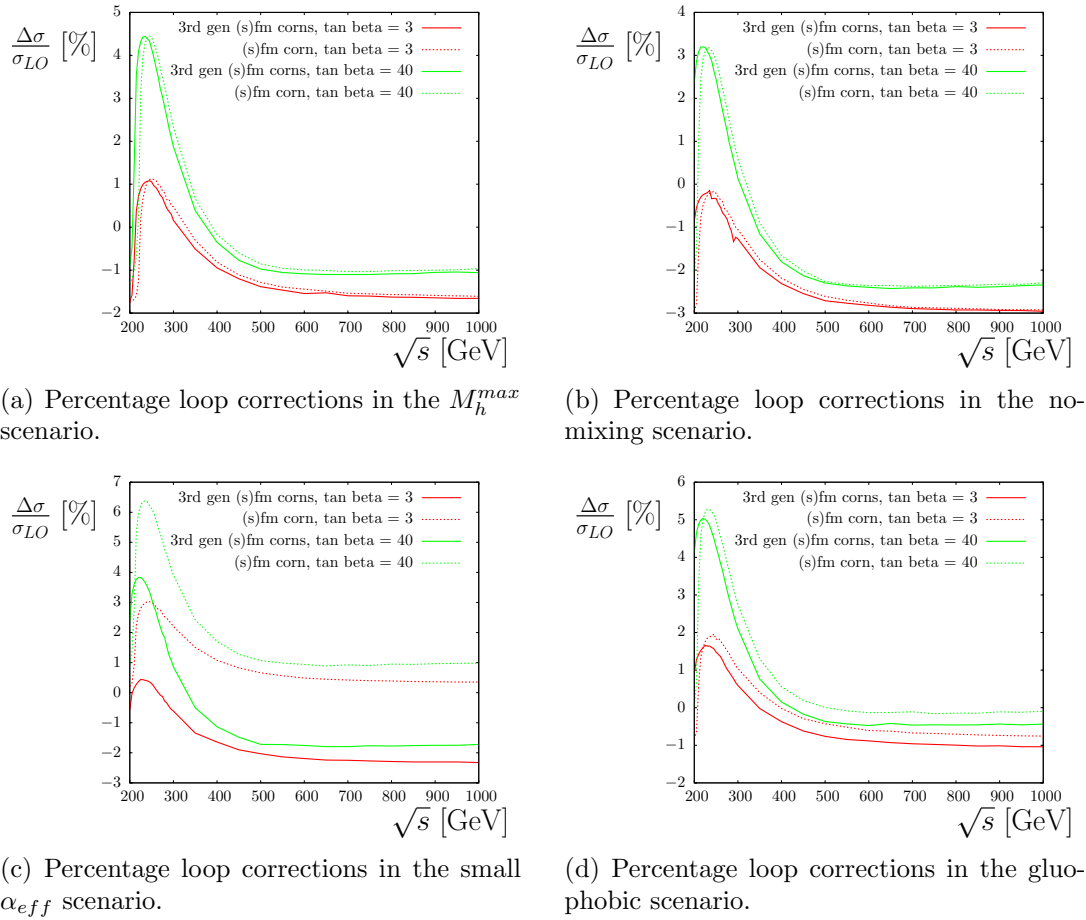 Δσ/σ_LO [%]
3rd gen (s)fm corns, tan beta = 3
(s)fm corn, tan beta = 3
3rd gen (s)fm corns, tan beta = 40
(s)fm corn, tan beta = 40
5
4
3
2
1
0
−1
−2
200 300 400 500 600 700 800 900 1000
√s [GeV]
(a) Percentage loop corrections in the M_h^max
scenario.
Δσ/σ_LO [%]
3rd gen (s)fm corns, tan beta = 3
(s)fm corn, tan beta = 3
3rd gen (s)fm corns, tan beta = 40
(s)fm corn, tan beta = 40
4
3
2
1
0
−1
−2
−3
200 300 400 500 600 700 800 900 1000
√s [GeV]
(b) Percentage loop corrections in the no-
mixing scenario.
Δσ/σ_LO [%]
3rd gen (s)fm corns, tan beta = 3
(s)fm corn, tan beta = 3
3rd gen (s)fm corns, tan beta = 40
(s)fm corn, tan beta = 40
7
6
5
4
3
2
1
0
−1
−2
−3
200 300 400 500 600 700 800 900 1000
√s [GeV]
(c) Percentage loop corrections in the small
α_eff scenario.
Δσ/σ_LO [%]
3rd gen (s)fm corns, tan beta = 3
(s)fm corn, tan beta = 3
3rd gen (s)fm corns, tan beta = 40
(s)fm corn, tan beta = 40
6
5
4
3
2
1
0
−1
−2
200 300 400 500 600 700 800 900 1000
√s [GeV]
(d) Percentage loop corrections in the gluo-
phobic scenario.